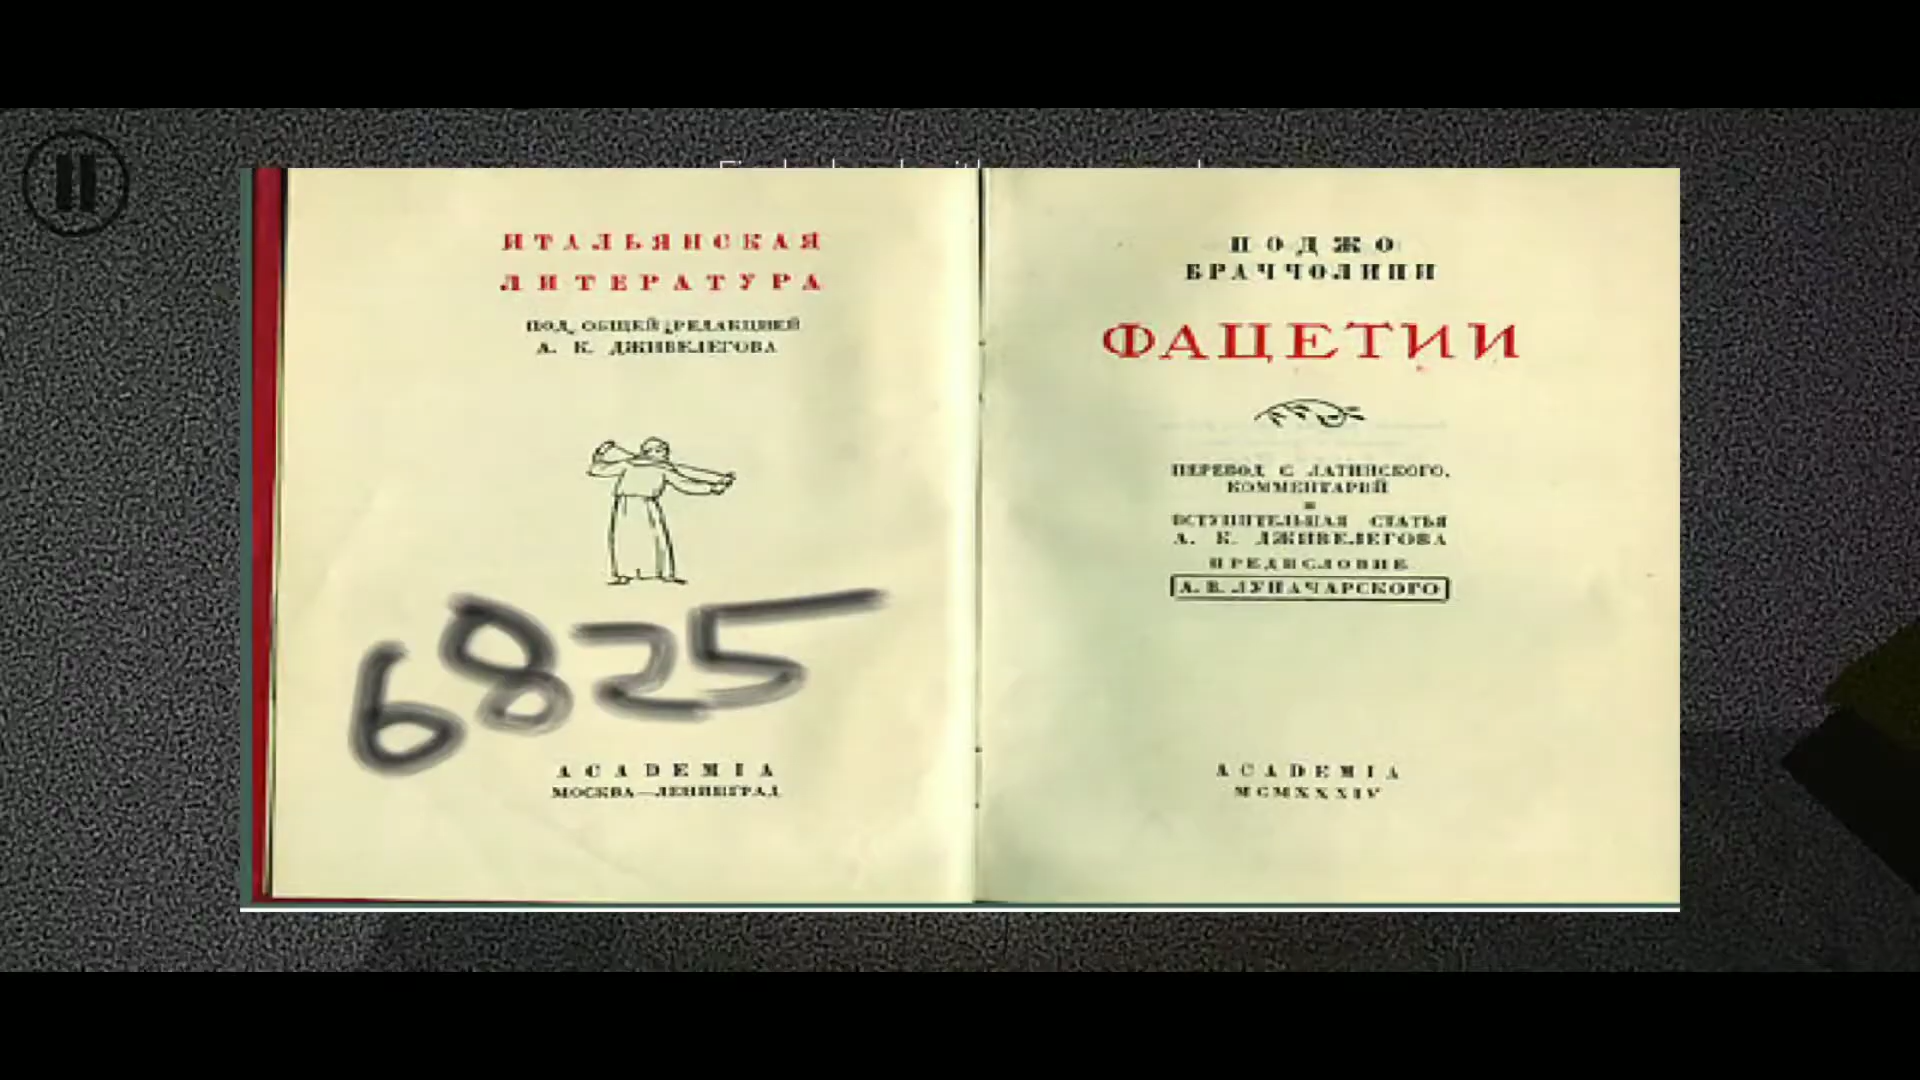 ИТАЛЬЯНСКАЯ
ЛИТЕРАТУРА
ПОД ОБЩЕЙ РЕДАКЦИЕЙ
А. К. ДЖИВЕЛЕГОВА
6825
ACADEMIA
МОСКВА—ЛЕНИНГРАД
ПОДЖО
БРАЧЧОЛИНИ
ФАЦЕТИИ
ПЕРЕВОД С ЛАТИНСКОГО,
КОММЕНТАРИЙ
И
ВСТУПИТЕЛЬНАЯ СТАТЬЯ
А. К. ДЖИВЕЛЕГОВА
ПРЕДИСЛОВИЕ
А. В. ЛУНАЧАРСКОГО
ACADEMIA
MCMXXXIV